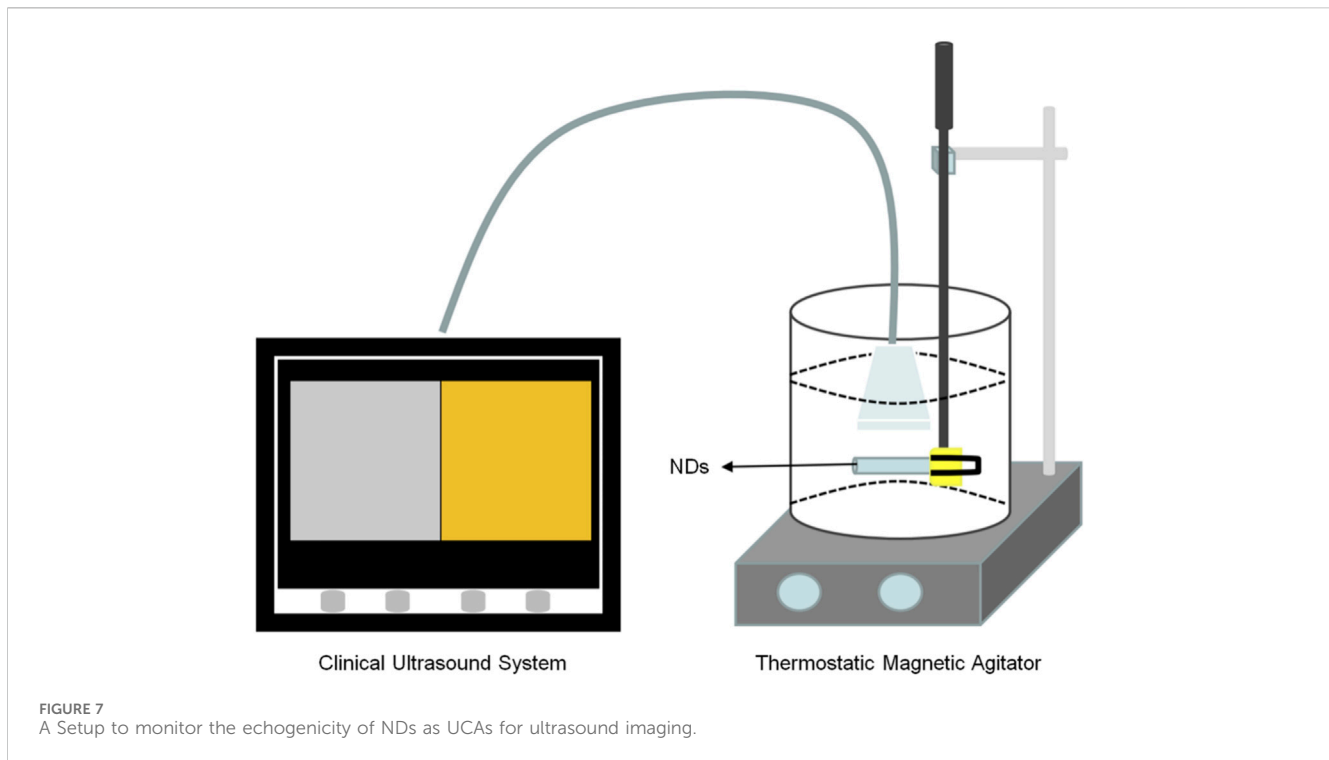 NDs
Clinical Ultrasound System
Thermostatic Magnetic Agitator
FIGURE 7
A Setup to monitor the echogenicity of NDs as UCAs for ultrasound imaging.